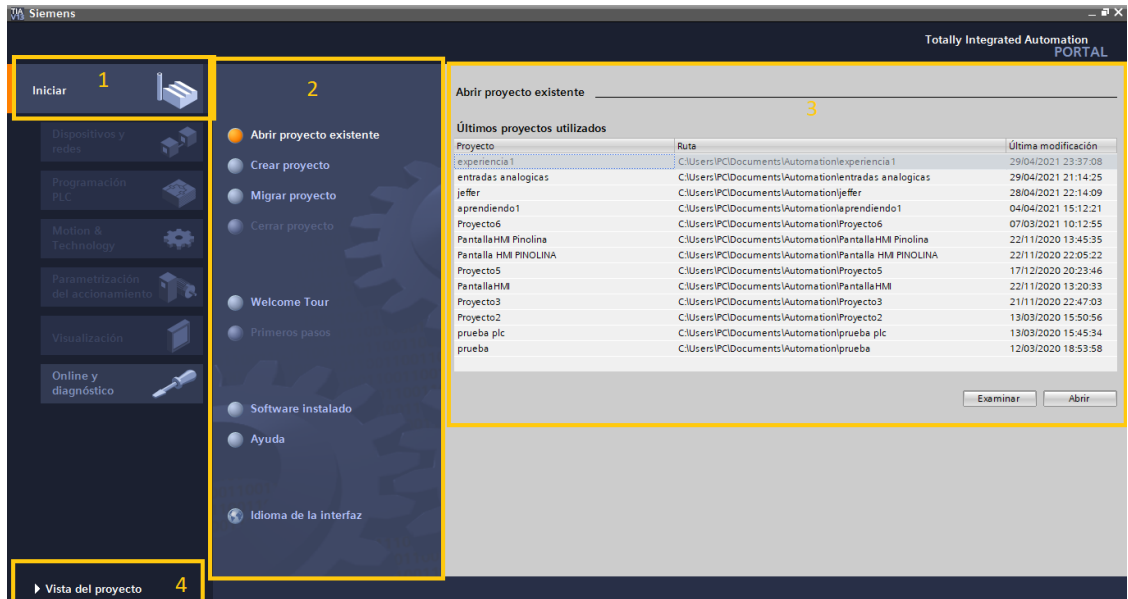 TIA V13 Siemens
Totally Integrated Automation
PORTAL
1
Iniciar
Dispositivos y
redes
Programación
PLC
Motion &
Technology
Parametrización
del accionamiento
Visualización
Online y
diagnóstico
4
Vista del proyecto
2
Abrir proyecto existente
Crear proyecto
Migrar proyecto
Cerrar proyecto
Welcome Tour
Primeros pasos
Software instalado
Ayuda
Idioma de la interfaz
Abrir proyecto existente
3
Últimos proyectos utilizados
Proyecto Ruta Última modificación
experiencia1 C:\Users\PC\Documents\Automation\experiencia1 29/04/2021 23:37:08
entradas analogicas C:\Users\PC\Documents\Automation\entradas analogicas 29/04/2021 21:14:25
jeffer C:\Users\PC\Documents\Automation\jeffer 28/04/2021 22:14:09
aprendiendo1 C:\Users\PC\Documents\Automation\aprendiendo1 04/04/2021 15:12:21
Proyecto6 C:\Users\PC\Documents\Automation\Proyecto6 07/03/2021 10:12:55
PantallaHMI Pinolina C:\Users\PC\Documents\Automation\PantallaHMI Pinolina 22/11/2020 13:45:35
Pantalla HMI PINOLINA C:\Users\PC\Documents\Automation\Pantalla HMI PINOLINA 22/11/2020 22:05:22
Proyecto5 C:\Users\PC\Documents\Automation\Proyecto5 17/12/2020 20:23:46
PantallaHMI C:\Users\PC\Documents\Automation\PantallaHMI 22/11/2020 13:20:33
Proyecto3 C:\Users\PC\Documents\Automation\Proyecto3 21/11/2020 22:47:03
Proyecto2 C:\Users\PC\Documents\Automation\Proyecto2 13/03/2020 15:50:56
prueba plc C:\Users\PC\Documents\Automation\prueba plc 13/03/2020 15:45:34
prueba C:\Users\PC\Documents\Automation\prueba 12/03/2020 18:53:58
Examinar Abrir